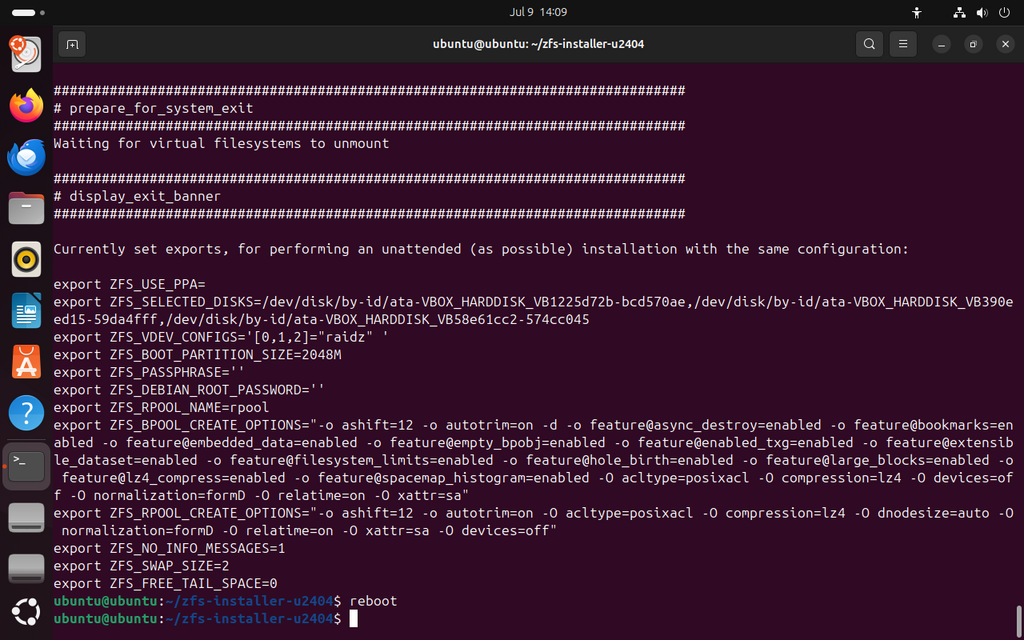 Jul 9 14:09
ubuntu@ubuntu: ~/zfs-installer-u2404
###############################################################################
# prepare_for_system_exit
###############################################################################
Waiting for virtual filesystems to unmount
###############################################################################
# display_exit_banner
###############################################################################
Currently set exports, for performing an unattended (as possible) installation with the same configuration:
export ZFS_USE_PPA=
export ZFS_SELECTED_DISKS=/dev/disk/by-id/ata-VBOX_HARDDISK_VB1225d72b-bcd570ae,/dev/disk/by-id/ata-VBOX_HARDDISK_VB390e
ed15-59da4fff,/dev/disk/by-id/ata-VBOX_HARDDISK_VB58e61cc2-574cc045
export ZFS_VDEV_CONFIGS='[0,1,2]="raidz" '
export ZFS_BOOT_PARTITION_SIZE=2048M
export ZFS_PASSPHRASE=''
export ZFS_DEBIAN_ROOT_PASSWORD=''
export ZFS_RPOOL_NAME=rpool
export ZFS_BPOOL_CREATE_OPTIONS="-o ashift=12 -o autotrim=on -d -o feature@async_destroy=enabled -o feature@bookmarks=en
abled -o feature@embedded_data=enabled -o feature@empty_bpobj=enabled -o feature@enabled_txg=enabled -o feature@extensib
le_dataset=enabled -o feature@filesystem_limits=enabled -o feature@hole_birth=enabled -o feature@large_blocks=enabled -o
 feature@lz4_compress=enabled -o feature@spacemap_histogram=enabled -O acltype=posixacl -O compression=lz4 -O devices=of
f -O normalization=formD -O relatime=on -O xattr=sa"
export ZFS_RPOOL_CREATE_OPTIONS="-o ashift=12 -o autotrim=on -O acltype=posixacl -O compression=lz4 -O dnodesize=auto -O
 normalization=formD -O relatime=on -O xattr=sa -O devices=off"
export ZFS_NO_INFO_MESSAGES=1
export ZFS_SWAP_SIZE=2
export ZFS_FREE_TAIL_SPACE=0
ubuntu@ubuntu:~/zfs-installer-u2404$ reboot
ubuntu@ubuntu:~/zfs-installer-u2404$